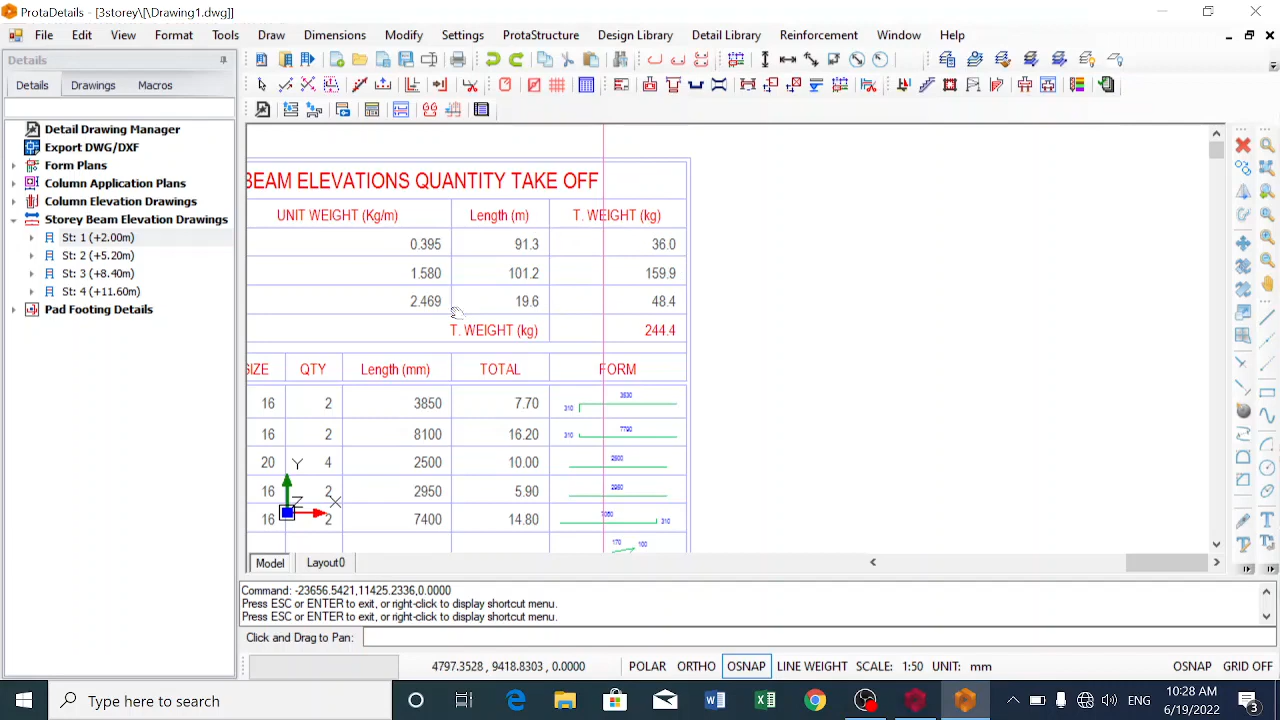 ProtaDetails - [3storey\[\Drawing1.dwg]
File Edit View Format Tools Draw Dimensions Modify Settings ProtaStructure Beam Design Detail Library Reinforcement Window Help
Details
Details Drawings Macros
Detail Drawing Manager
Export DWG/DXF
Form Plans
Column Application Plans
Column Elevation Drawings
Storey Beam Elevation Drawings
St: 1 (+2.00m)
St: 2 (+5.20m)
St: 3 (+8.40m)
St: 4 (+11.60m)
Pad Footing Details
BEAM ELEVATIONS QUANTITY TAKE OFF
UNIT WEIGHT (Kg/m) Length (m) T. WEIGHT (kg)
0.395 91.3 36.0
1.580 101.2 159.9
2.469 19.6 48.4
T. WEIGHT (kg) 244.4
SIZE QTY Length (mm) TOTAL FORM
16 2 3850 7.70 310
16 2 8100 16.20 310 7790
20 4 2500 10.00 2500
16 2 2950 5.90 2950
16 2 7400 14.80 310
170 100
Y
Z
X
Model Layout0
Command: -23656.5421,11425.2336,0.0000
Press ESC or ENTER to exit, or right-click to display shortcut menu.
Press ESC or ENTER to exit, or right-click to display shortcut menu.
Click and Drag to Pan:
4797.3528 , 9418.8303 , 0.0000 POLAR ORTHO OSNAP LINE WEIGHT SCALE: 1:50 UNIT: mm OSNAP GRID OFF
Type here to search
ENG
10:28 AM
6/19/2022
3